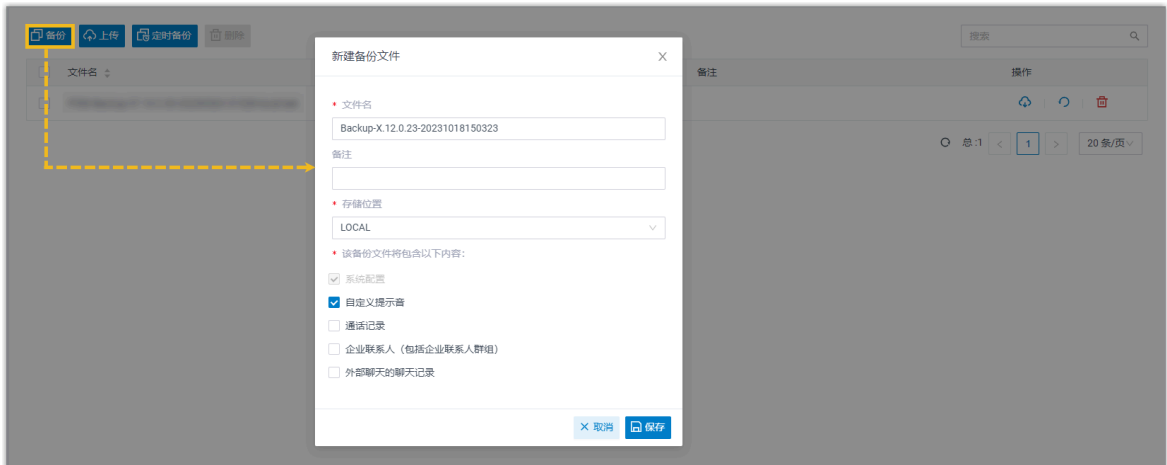 备份 上传 定时备份 删除 搜索
文件名 备注 操作
总:1 1 20 条/页
新建备份文件
* 文件名
Backup-X.12.0.23-20231018150323
备注
* 存储位置
LOCAL
* 该备份文件将包含以下内容:
系统配置
自定义提示音
通话记录
企业联系人（包括企业联系人群组）
外部聊天的聊天记录
取消 保存